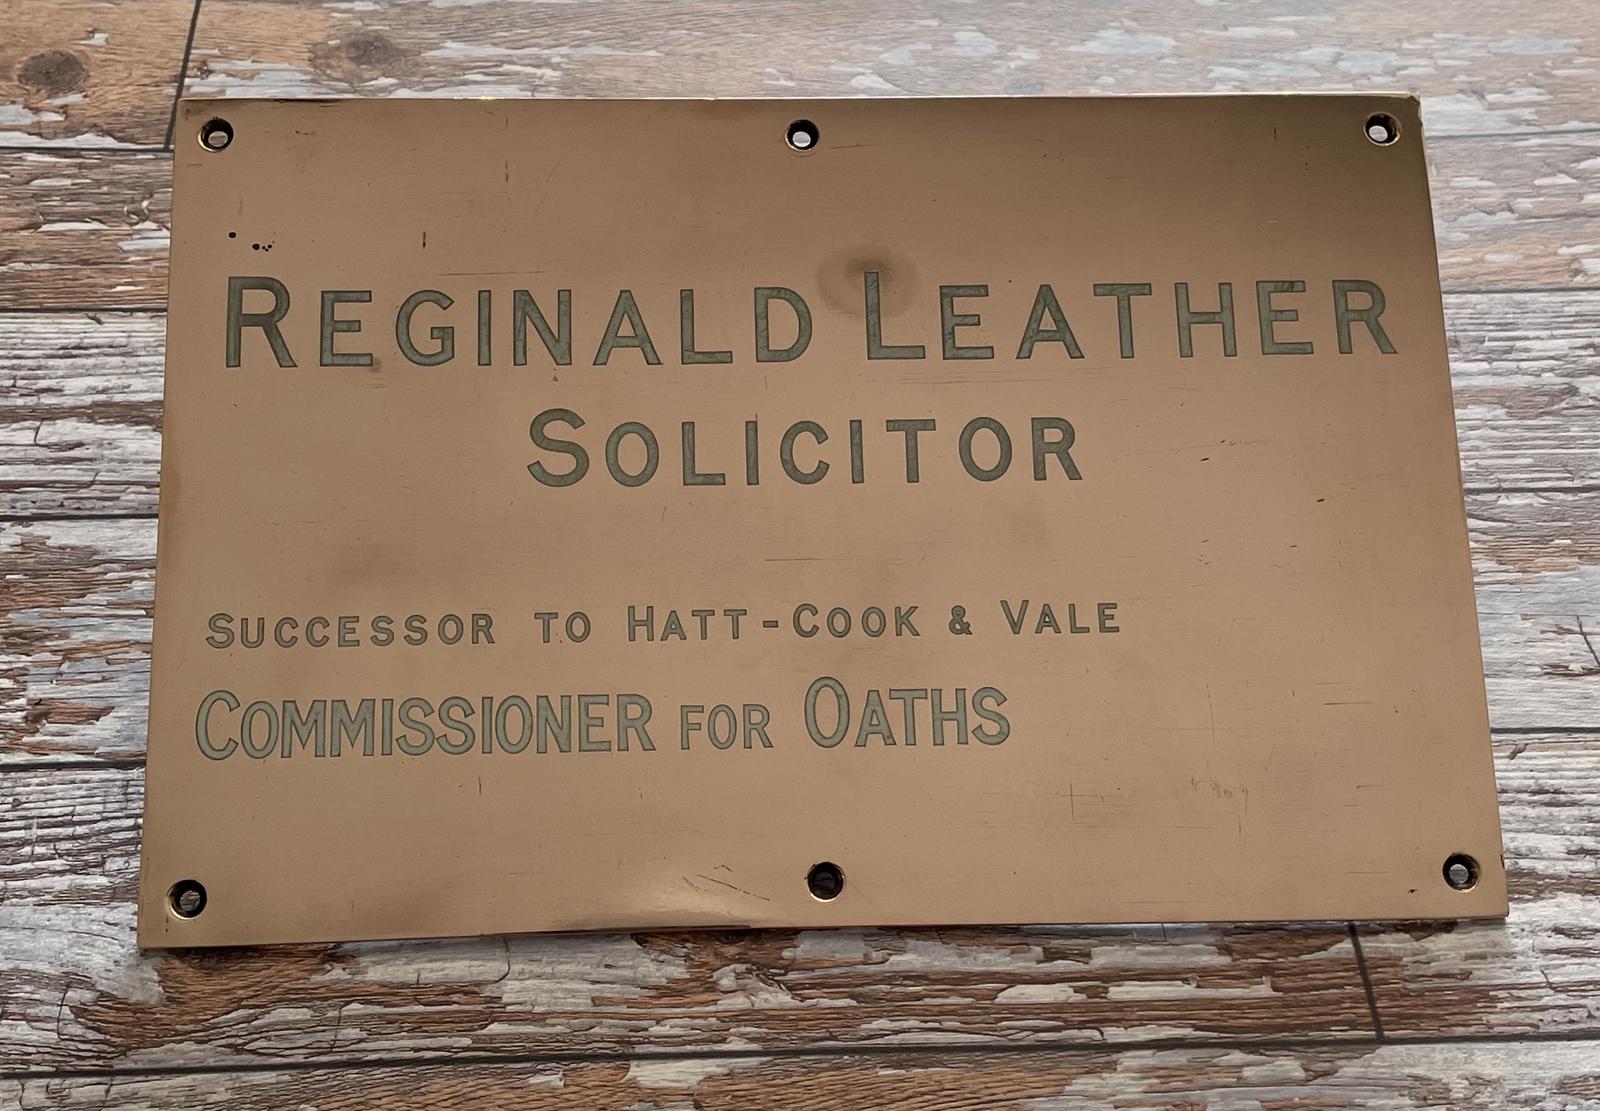 Reginald Leather
Solicitor
Successor to Hatt-Cook & Vale
Commissioner for Oaths